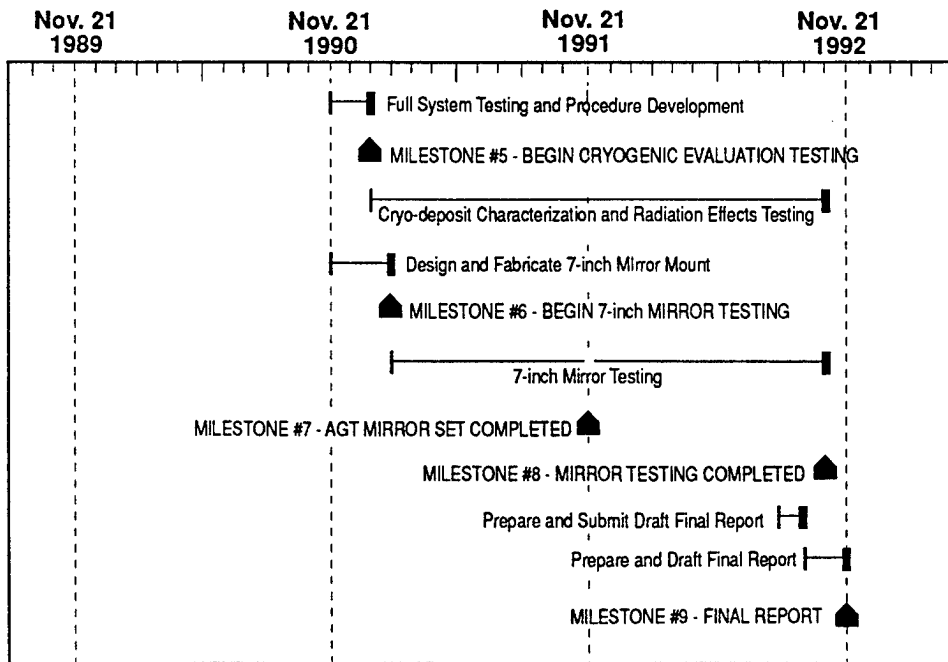 Nov. 21 Nov. 21 Nov. 21 Nov. 21
1989 1990 1991 1992
Full System Testing and Procedure Development
MILESTONE #5 - BEGIN CRYOGENIC EVALUATION TESTING
Cryo-deposit Characterization and Radiation Effects Testing
Design and Fabricate 7-inch Mirror Mount
MILESTONE #6 - BEGIN 7-inch MIRROR TESTING
7-inch Mirror Testing
MILESTONE #7 - AGT MIRROR SET COMPLETED
MILESTONE #8 - MIRROR TESTING COMPLETED
Prepare and Submit Draft Final Report
Prepare and Draft Final Report
MILESTONE #9 - FINAL REPORT